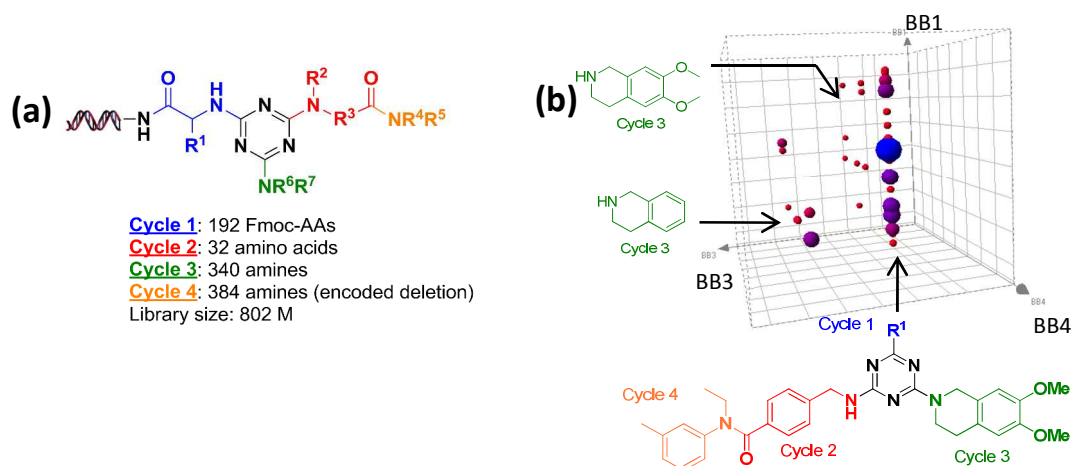 (a)
O
H
N
N
H
R¹
N
N
N
R²
N
R³
O
NR⁴R⁵
NR⁶R⁷
Cycle 1: 192 Fmoc-AAs
Cycle 2: 32 amino acids
Cycle 3: 340 amines
Cycle 4: 384 amines (encoded deletion)
Library size: 802 M
(b)
HN
O
O
Cycle 3
HN
Cycle 3
BB1
BB1
BB3
BB3
BB4
BB4
Cycle 1
R¹
N
N
N
N
H
N
OMe
OMe
Cycle 4
N
O
Cycle 2
Cycle 3